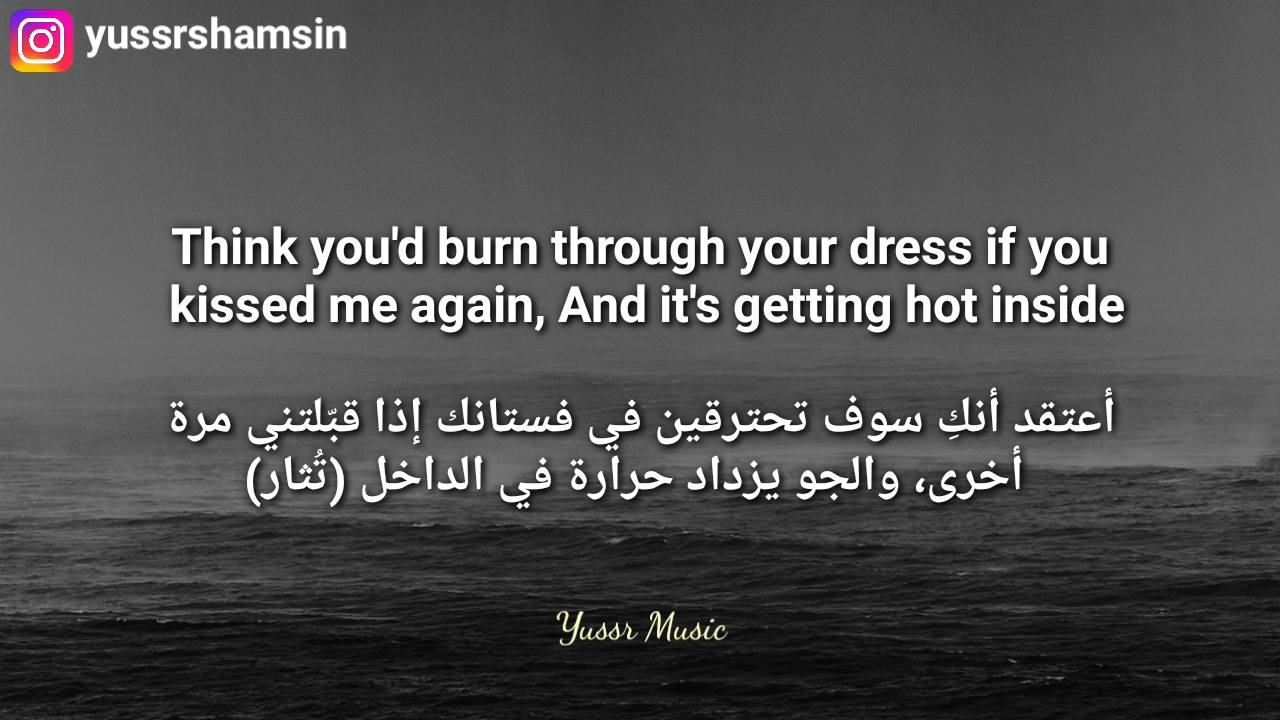 yussrshamsin
Think you'd burn through your dress if you
kissed me again, And it's getting hot inside
أعتقد أنكِ سوف تحترقين في فستانك إذا قبّلتني مرة
أخرى، والجو يزداد حرارة في الداخل (تُثار)
Yussr Music